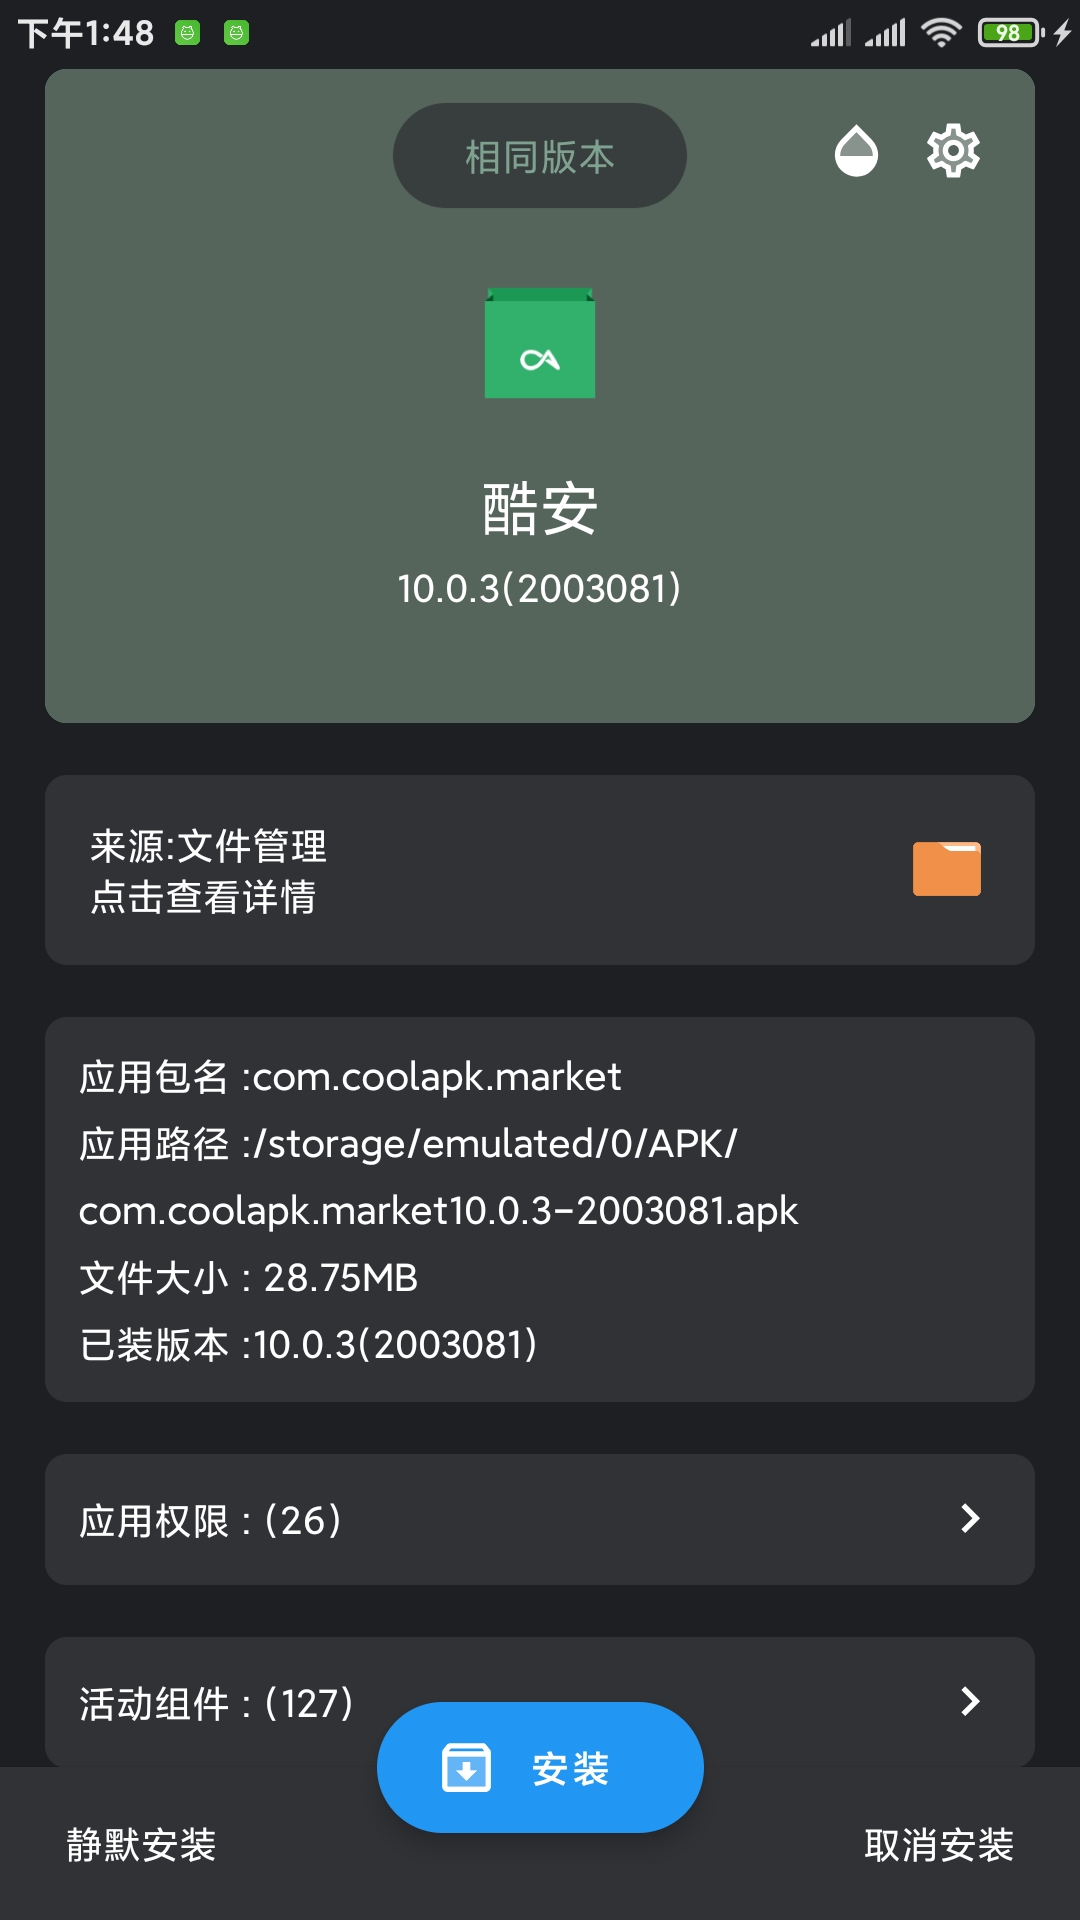 下午1:48
98
相同版本
酷安
10.0.3(2003081)
来源:文件管理
点击查看详情
应用包名 :com.coolapk.market
应用路径 :/storage/emulated/0/APK/
com.coolapk.market10.0.3-2003081.apk
文件大小 : 28.75MB
已装版本 :10.0.3(2003081)
应用权限 : (26)
活动组件 : (127)
安装
静默安装
取消安装